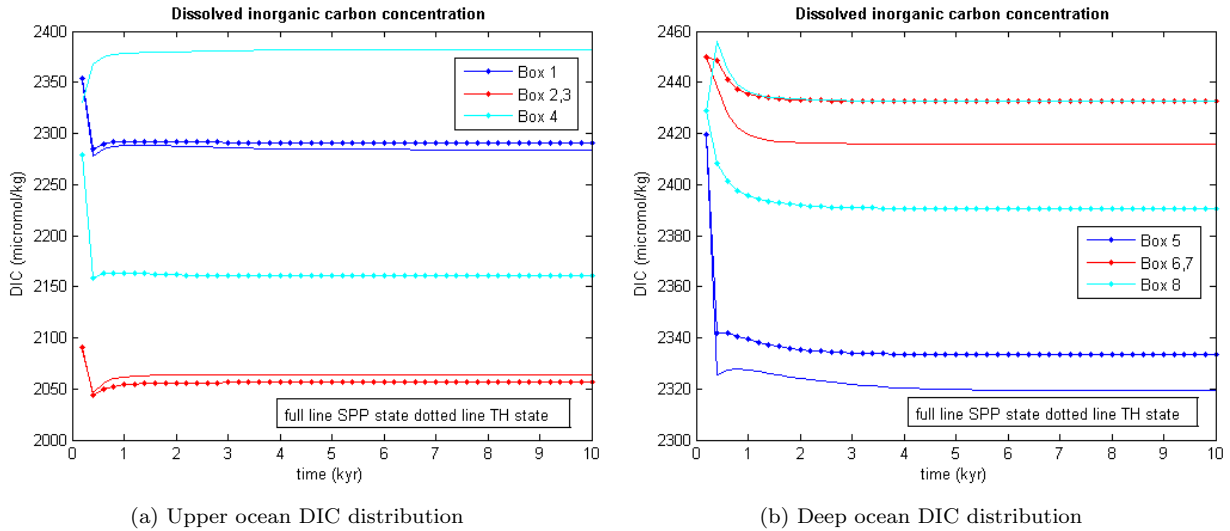 Dissolved inorganic carbon concentration
2400
2350
2300
2250
2200
2150
2100
2050
2000
DIC (micromol/kg)
Box 1
Box 2,3
Box 4
full line SPP state dotted line TH state
0 1 2 3 4 5 6 7 8 9 10
time (kyr)
(a) Upper ocean DIC distribution
Dissolved inorganic carbon concentration
2460
2440
2420
2400
2380
2360
2340
2320
2300
DIC (micromol/kg)
Box 5
Box 6,7
Box 8
full line SPP state dotted line TH state
0 1 2 3 4 5 6 7 8 9 10
time (kyr)
(b) Deep ocean DIC distribution